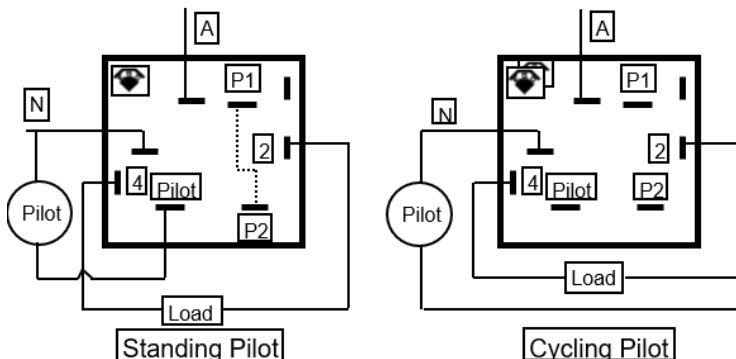 A
P1
N
2
4
Pilot
Pilot
P2
Load
Standing Pilot
A
P1
N
2
4
Pilot
P2
Pilot
Load
Cycling Pilot